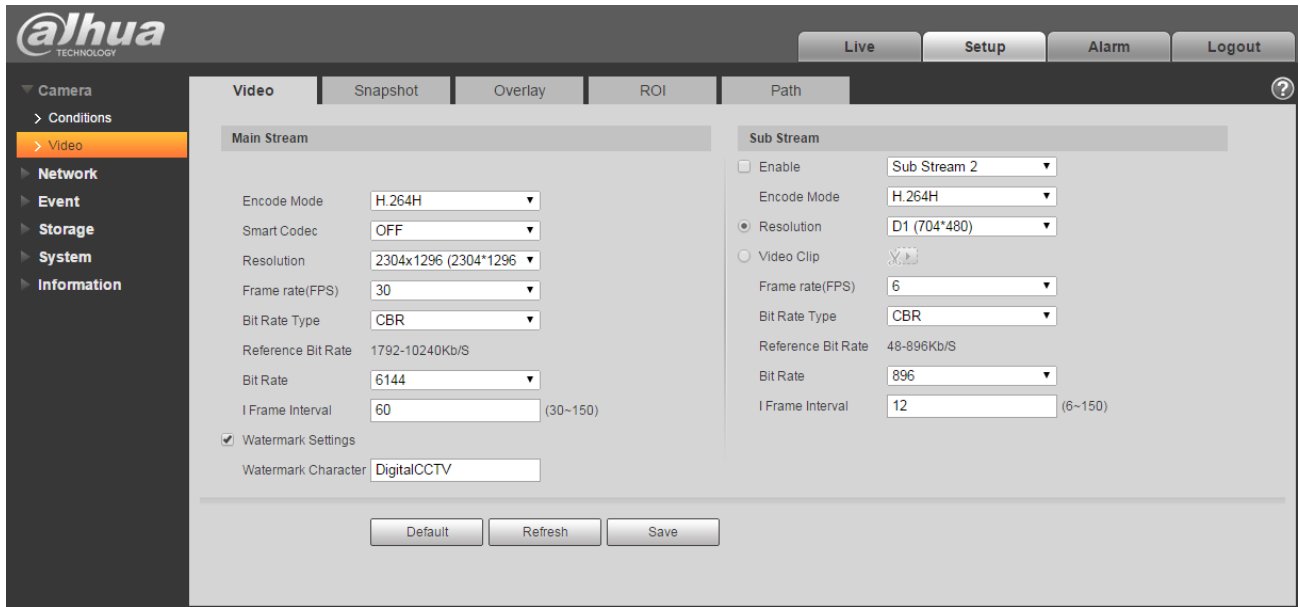 alhua
TECHNOLOGY
Live Setup Alarm Logout
Camera
Conditions
Video
Network
Event
Storage
System
Information
Video Snapshot Overlay ROI Path
?
Main Stream
Encode Mode H.264H
Smart Codec OFF
Resolution 2304x1296 (2304*1296
Frame rate(FPS) 30
Bit Rate Type CBR
Reference Bit Rate 1792-10240Kb/S
Bit Rate 6144
I Frame Interval 60 (30~150)
Watermark Settings
Watermark Character DigitalCCTV
Sub Stream
Enable Sub Stream 2
Encode Mode H.264H
Resolution D1 (704*480)
Video Clip
Frame rate(FPS) 6
Bit Rate Type CBR
Reference Bit Rate 48-896Kb/S
Bit Rate 896
I Frame Interval 12 (6~150)
Default Refresh Save